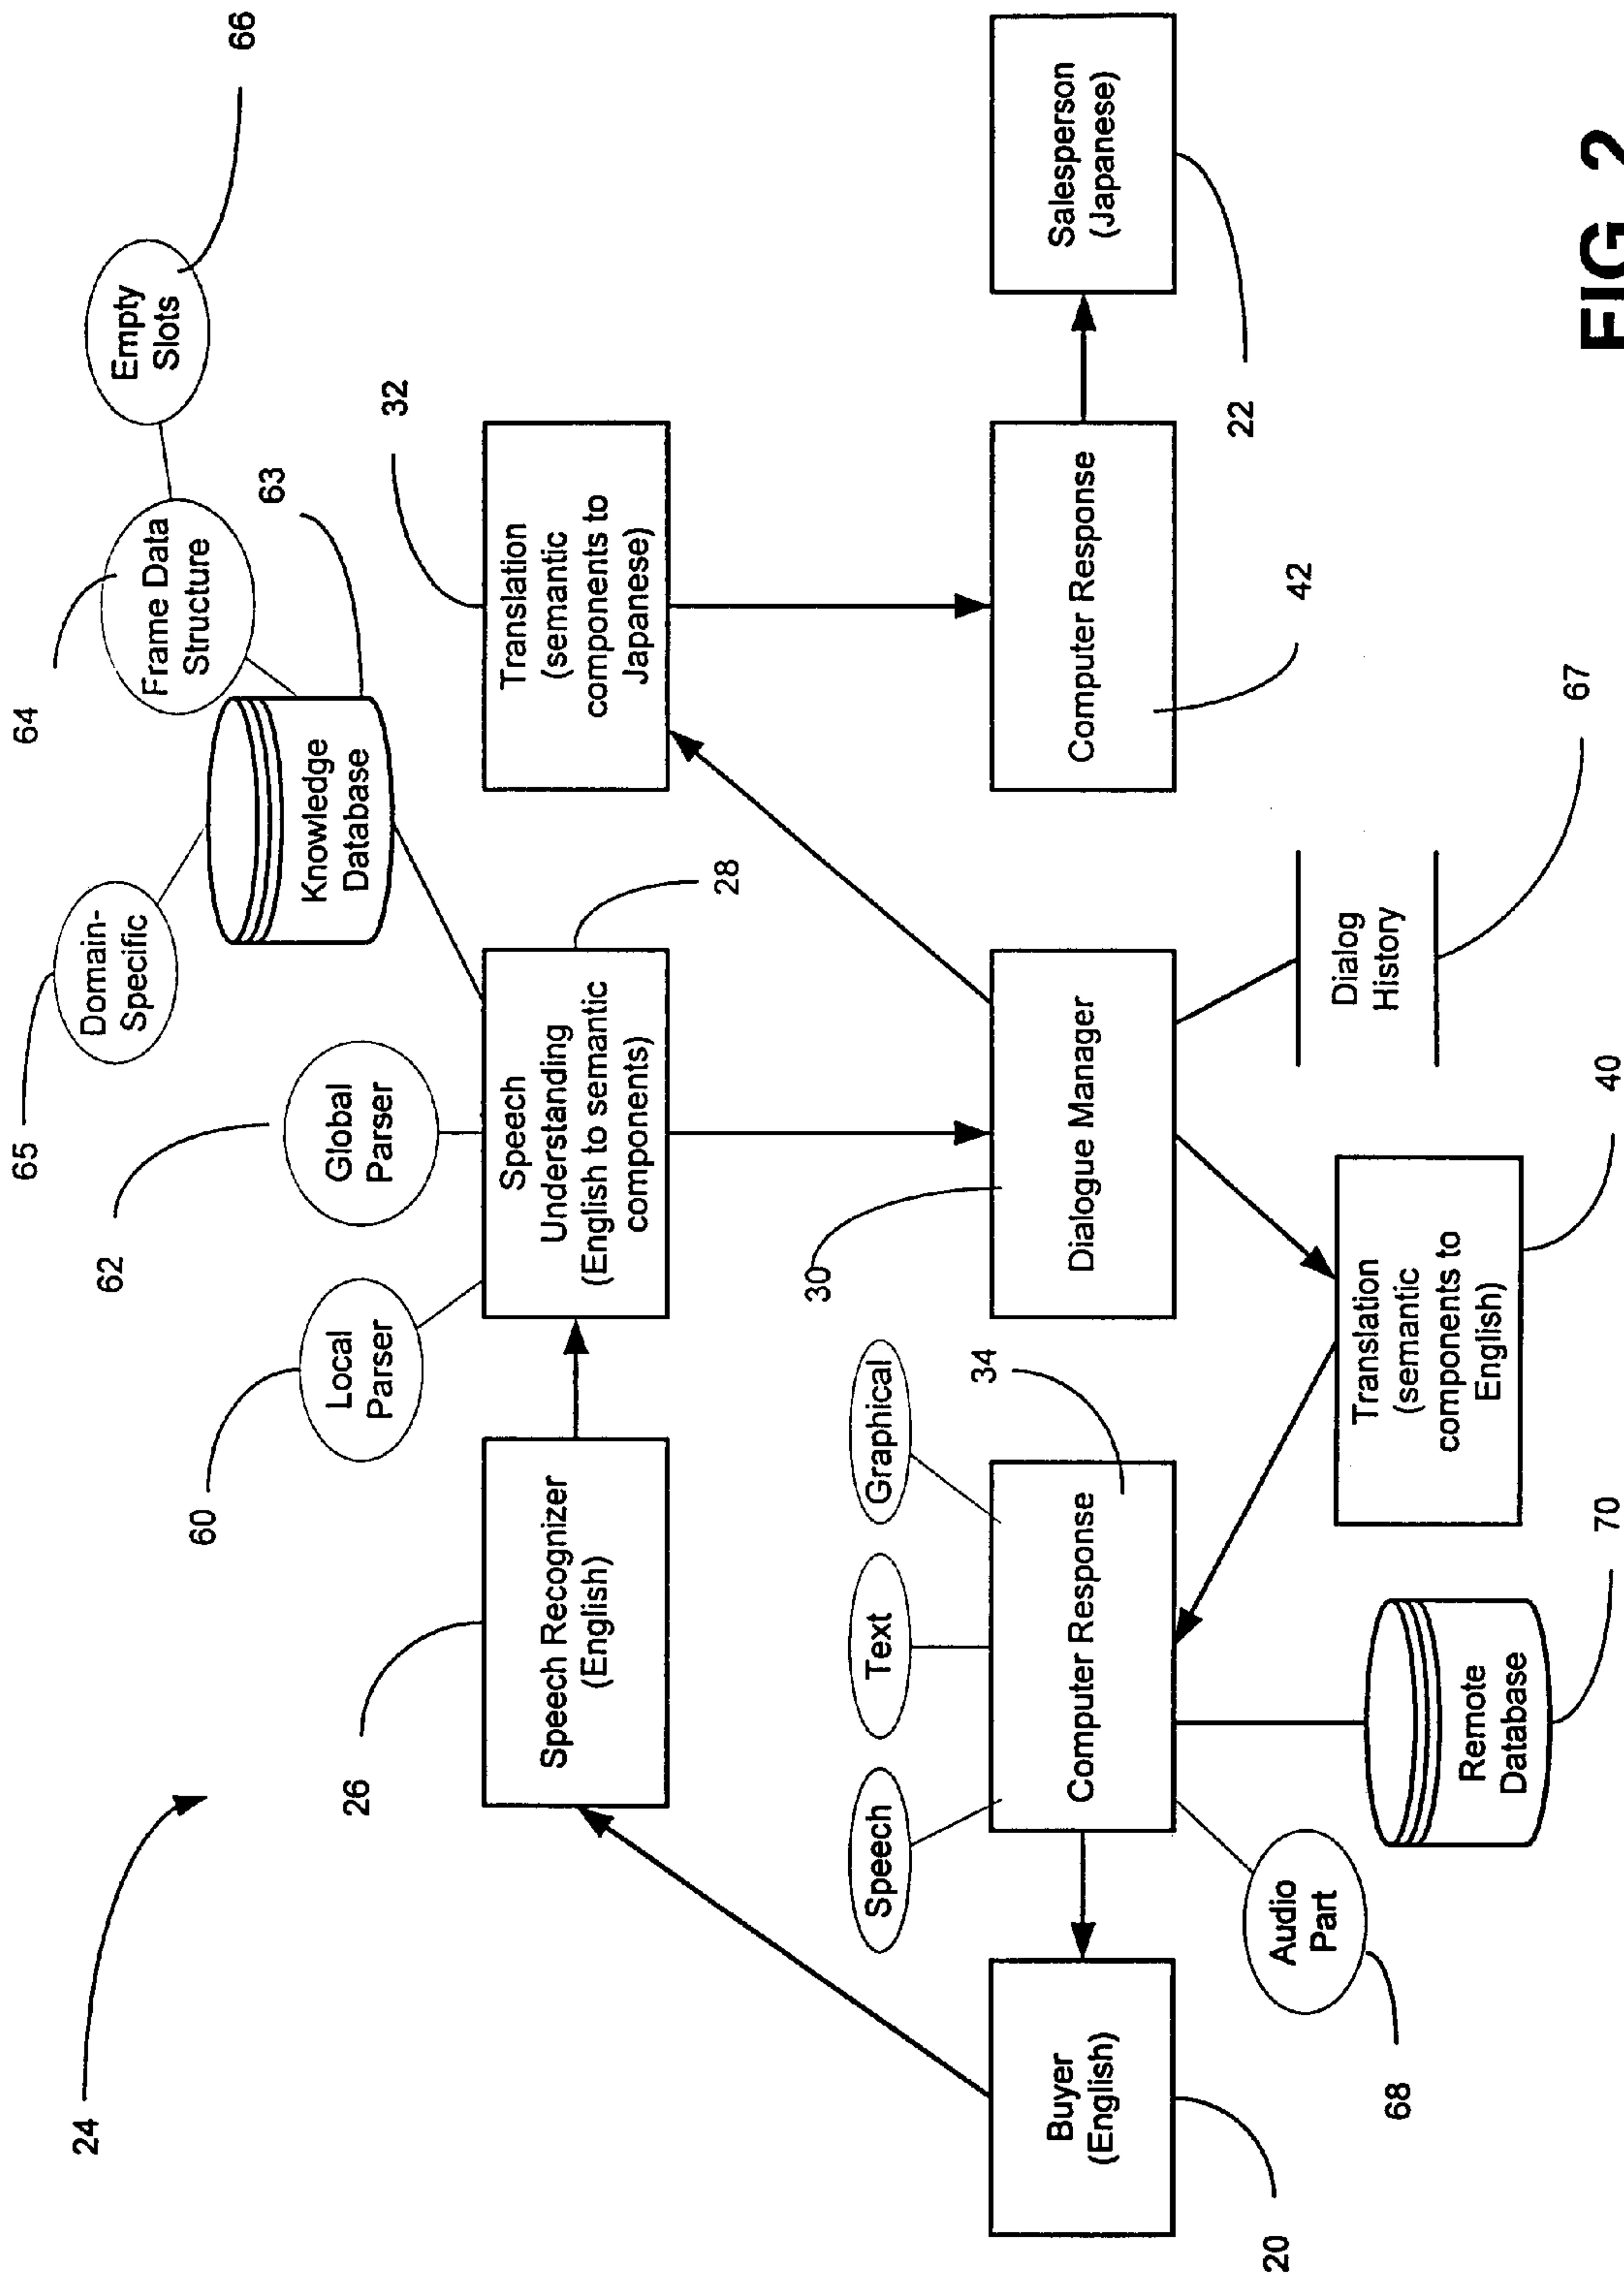 24
65
64
66
62
60
63
Domain-
Specific
Frame Data
Structure
Empty
Slots
Local
Parser
Global
Parser
Knowledge
Database
26
32
Speech Recognizer
(English)
Speech
Understanding
(English to semantic
components)
28
Translation
(semantic
components to
Japanese)
30
34
Speech
Text
Graphical
Buyer
(English)
Computer Response
Dialogue Manager
Computer Response
Salesperson
(Japanese)
20
68
Audio
Part
Remote
Database
70
Translation
(semantic
components to
English)
40
Dialog
History
67
42
22
FIG 2